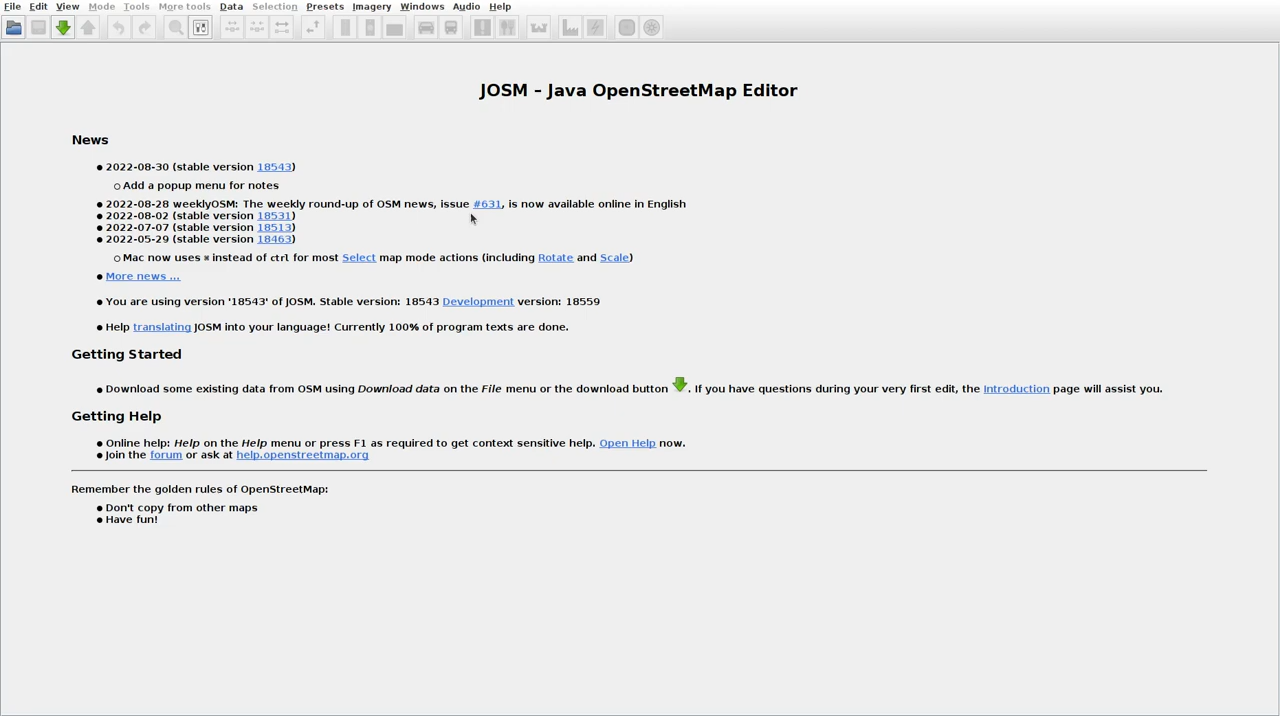 File Edit View Mode Tools More tools Data Selection Presets Imagery Windows Audio Help
JOSM – Java OpenStreetMap Editor
News
2022-08-30 (stable version 18543)
Add a popup menu for notes
2022-08-28 weeklyOSM: The weekly round-up of OSM news, issue #631, is now available online in English
2022-08-02 (stable version 18531)
2022-07-07 (stable version 18513)
2022-05-29 (stable version 18463)
Mac now uses ⌘ instead of ctrl for most Select map mode actions (including Rotate and Scale)
More news ...
You are using version '18543' of JOSM. Stable version: 18543 Development version: 18559
Help translating JOSM into your language! Currently 100% of program texts are done.
Getting Started
Download some existing data from OSM using Download data on the File menu or the download button . If you have questions during your very first edit, the Introduction page will assist you.
Getting Help
Online help: Help on the Help menu or press F1 as required to get context sensitive help. Open Help now.
Join the forum or ask at help.openstreetmap.org
Remember the golden rules of OpenStreetMap:
Don't copy from other maps
Have fun!